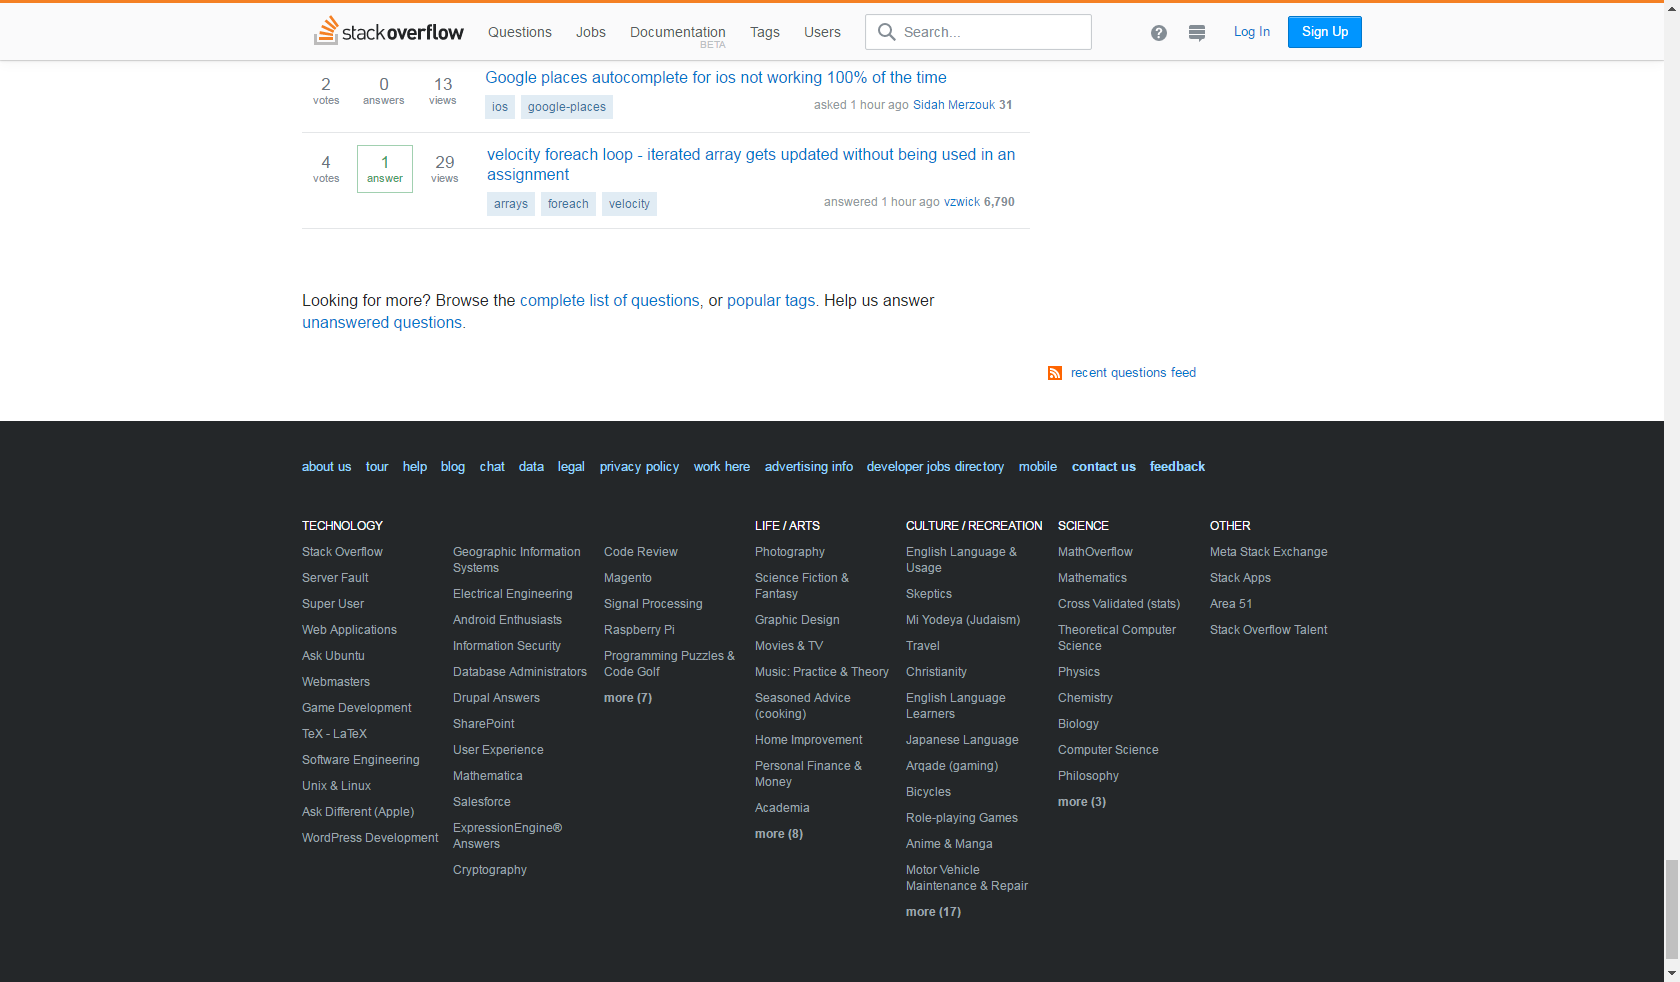 stackoverflow Questions Jobs Documentation BETA Tags Users Search... ? Log In Sign Up
2 votes 0 answers 13 views
Google places autocomplete for ios not working 100% of the time
ios google-places
asked 1 hour ago Sidah Merzouk 31
4 votes 1 answer 29 views
velocity foreach loop - iterated array gets updated without being used in an
assignment
arrays foreach velocity
answered 1 hour ago vzwick 6,790
Looking for more? Browse the complete list of questions, or popular tags. Help us answer
unanswered questions.
recent questions feed
about us tour help blog chat data legal privacy policy work here advertising info developer jobs directory mobile contact us feedback
TECHNOLOGY
Stack Overflow
Server Fault
Super User
Web Applications
Ask Ubuntu
Webmasters
Game Development
TeX - LaTeX
Software Engineering
Unix & Linux
Ask Different (Apple)
WordPress Development
Geographic Information
Systems
Electrical Engineering
Android Enthusiasts
Information Security
Database Administrators
Drupal Answers
SharePoint
User Experience
Mathematica
Salesforce
ExpressionEngine®
Answers
Cryptography
Code Review
Magento
Signal Processing
Raspberry Pi
Programming Puzzles &
Code Golf
more (7)
LIFE / ARTS
Photography
Science Fiction &
Fantasy
Graphic Design
Movies & TV
Music: Practice & Theory
Seasoned Advice
(cooking)
Home Improvement
Personal Finance &
Money
Academia
more (8)
CULTURE / RECREATION
English Language &
Usage
Skeptics
Mi Yodeya (Judaism)
Travel
Christianity
English Language
Learners
Japanese Language
Arqade (gaming)
Bicycles
Role-playing Games
Anime & Manga
Motor Vehicle
Maintenance & Repair
more (17)
SCIENCE
MathOverflow
Mathematics
Cross Validated (stats)
Theoretical Computer
Science
Physics
Chemistry
Biology
Computer Science
Philosophy
more (3)
OTHER
Meta Stack Exchange
Stack Apps
Area 51
Stack Overflow Talent